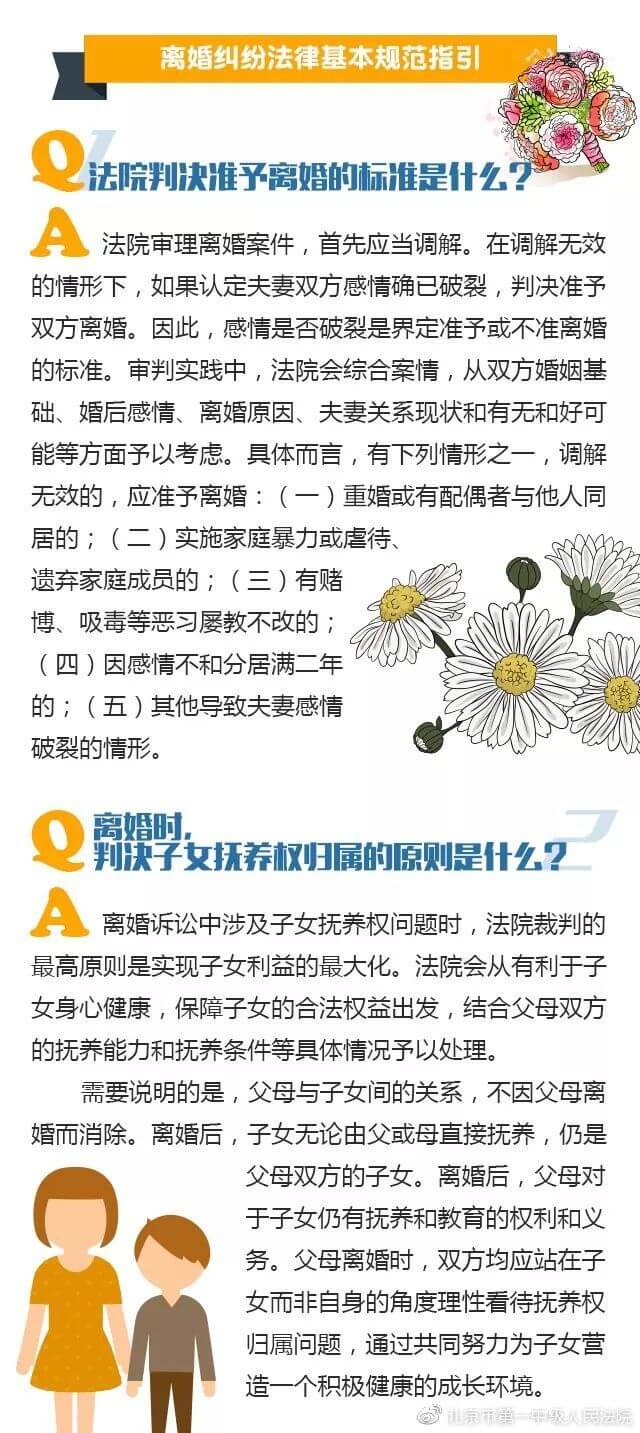 离婚纠纷法律基本规范指引
Q1
法院判决准予离婚的标准是什么？
A 法院审理离婚案件，首先应当调解。在调解无效
的情形下，如果认定夫妻双方感情确已破裂，判决准予
双方离婚。因此，感情是否破裂是界定准予或不准离婚
的标准。审判实践中，法院会综合案情，从双方婚姻基
础、婚后感情、离婚原因、夫妻关系现状和有无和好可
能等方面予以考虑。具体而言，有下列情形之一，调解
无效的，应准予离婚：（一）重婚或有配偶者与他人同
居的；（二）实施家庭暴力或虐待、
遗弃家庭成员的；（三）有赌
博、吸毒等恶习屡教不改的；
（四）因感情不和分居满二年
的；（五）其他导致夫妻感情
破裂的情形。
Q 离婚时,
判决子女抚养权归属的原则是什么？ 2
A 离婚诉讼中涉及子女抚养权问题时，法院裁判的
最高原则是实现子女利益的最大化。法院会从有利于子
女身心健康，保障子女的合法权益出发，结合父母双方
的抚养能力和抚养条件等具体情况予以处理。
需要说明的是，父母与子女间的关系，不因父母离
婚而消除。离婚后，子女无论由父或母直接抚养，仍是
父母双方的子女。离婚后，父母对
于子女仍有抚养和教育的权利和义
务。父母离婚时，双方均应站在子
女而非自身的角度理性看待抚养权
归属问题，通过共同努力为子女营
造一个积极健康的成长环境。
北京市第一中级人民法院